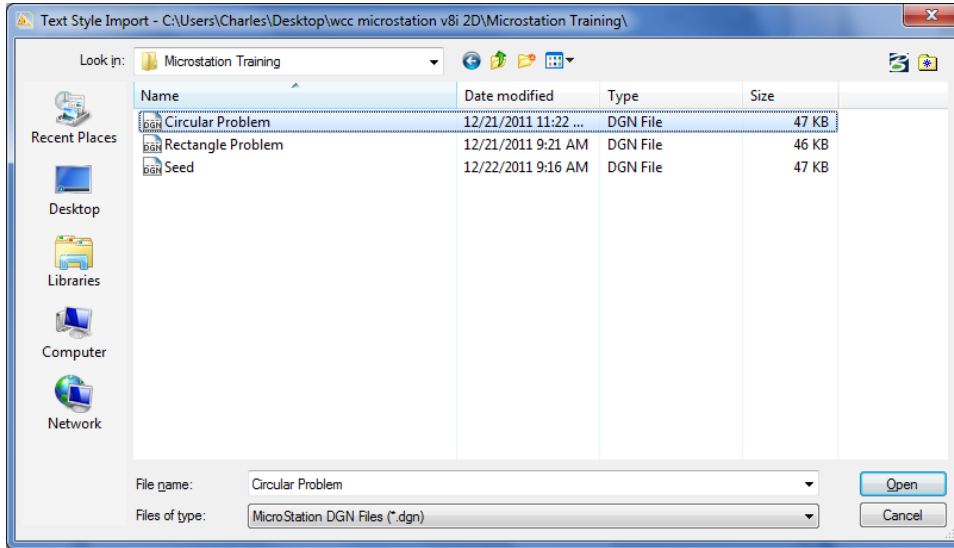 Text Style Import - C:\Users\Charles\Desktop\wcc microstation v8i 2D\Microstation Training\
Look in: Microstation Training
Name Date modified Type Size
DGN Circular Problem 12/21/2011 11:22 ... DGN File 47 KB
DGN Rectangle Problem 12/21/2011 9:21 AM DGN File 46 KB
DGN Seed 12/22/2011 9:16 AM DGN File 47 KB
Recent Places
Desktop
Libraries
Computer
Network
File name: Circular Problem Open
Files of type: MicroStation DGN Files (*.dgn) Cancel